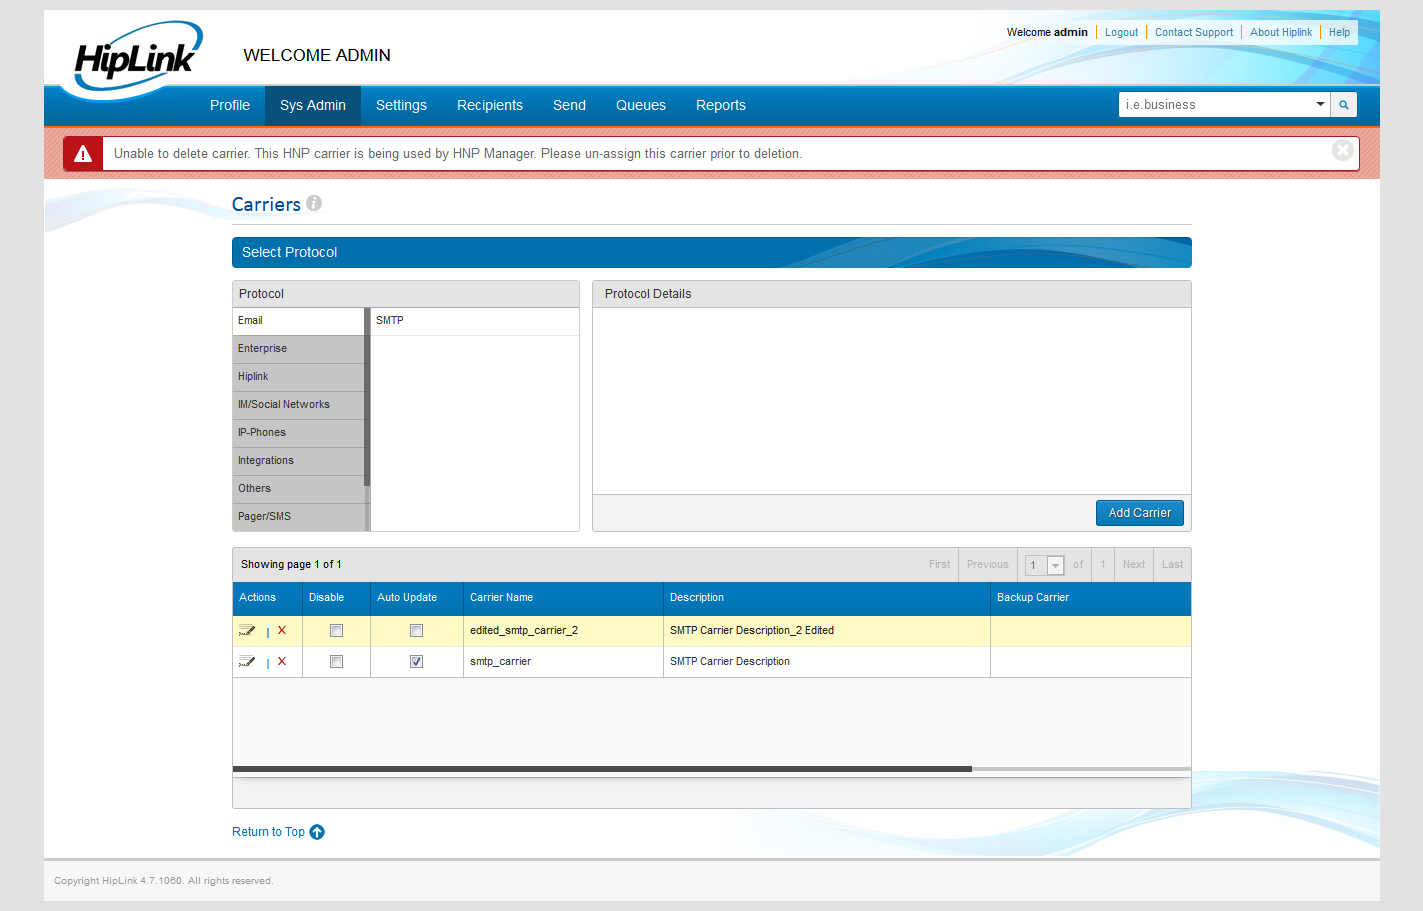 HipLink
WELCOME ADMIN
Welcome admin Logout Contact Support About Hiplink Help
Profile Sys Admin Settings Recipients Send Queues Reports
i.e.business
Unable to delete carrier. This HNP carrier is being used by HNP Manager. Please un-assign this carrier prior to deletion.
Carriers i
Select Protocol
Protocol
Email
Enterprise
Hiplink
IM/Social Networks
IP-Phones
Integrations
Others
Pager/SMS
SMTP
Protocol Details
Add Carrier
Showing page 1 of 1 First Previous 1 of 1 Next Last
Actions Disable Auto Update Carrier Name Description Backup Carrier
| X edited_smtp_carrier_2 SMTP Carrier Description_2 Edited
| X smtp_carrier SMTP Carrier Description
Return to Top
Copyright HipLink 4.7.1060. All rights reserved.